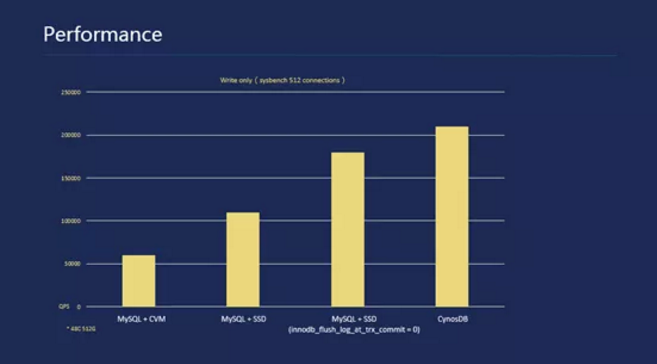 Performance
Write only ( sysbench 512 connections )
250000
200000
150000
100000
50000
QPS 0
MySQL + CVM
MySQL + SSD
MySQL + SSD
(innodb_flush_log_at_trx_commit = 0)
CynosDB
* 48C 512G